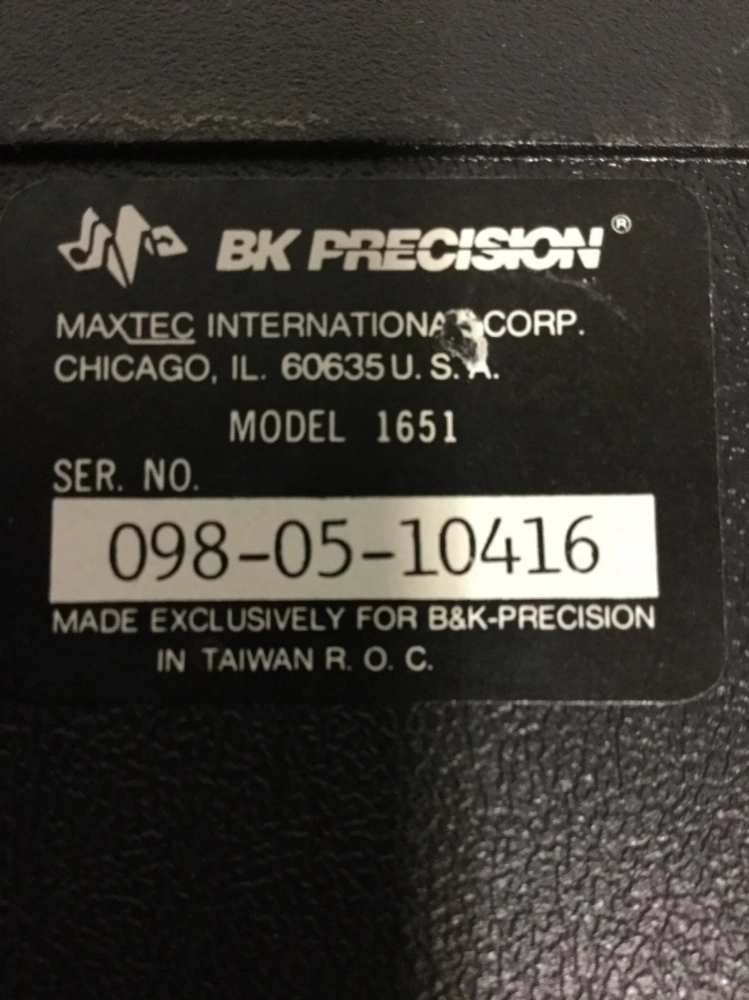 BK PRECISION®
MAXTEC INTERNATIONAL CORP.
CHICAGO, IL. 60635 U. S. A.
MODEL 1651
SER. NO.
098-05-10416
MADE EXCLUSIVELY FOR B&K-PRECISION
IN TAIWAN R. O. C.